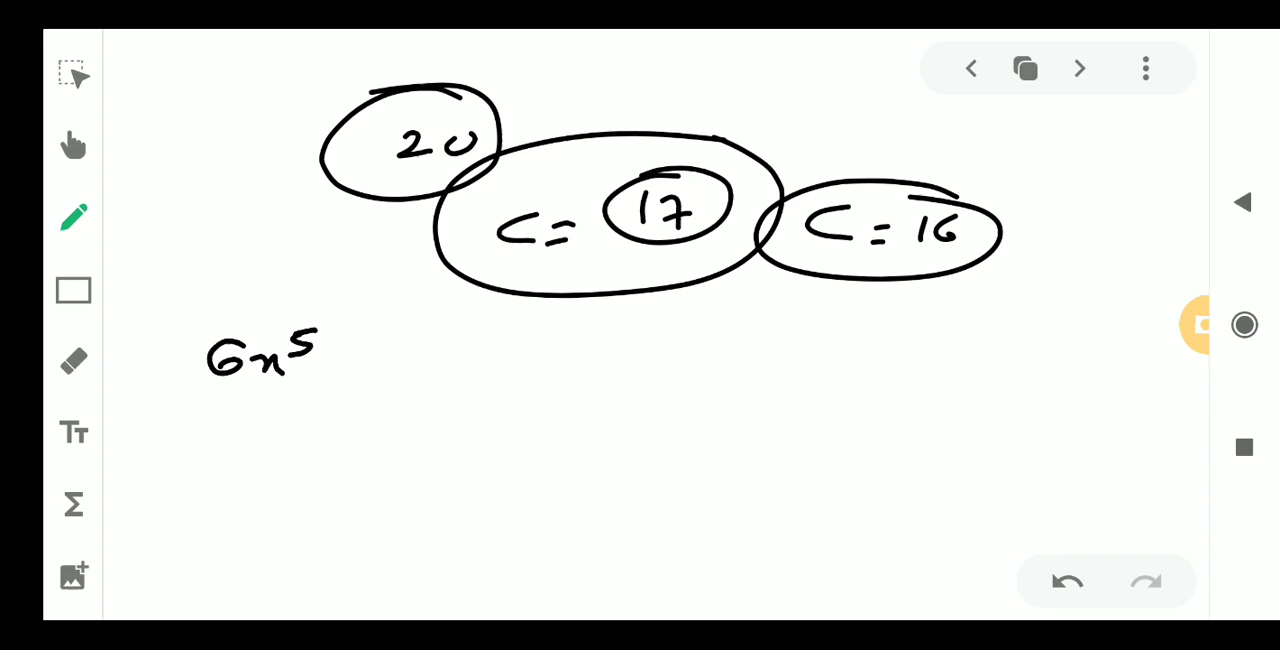 20
C = 17 C = 16
6x⁵